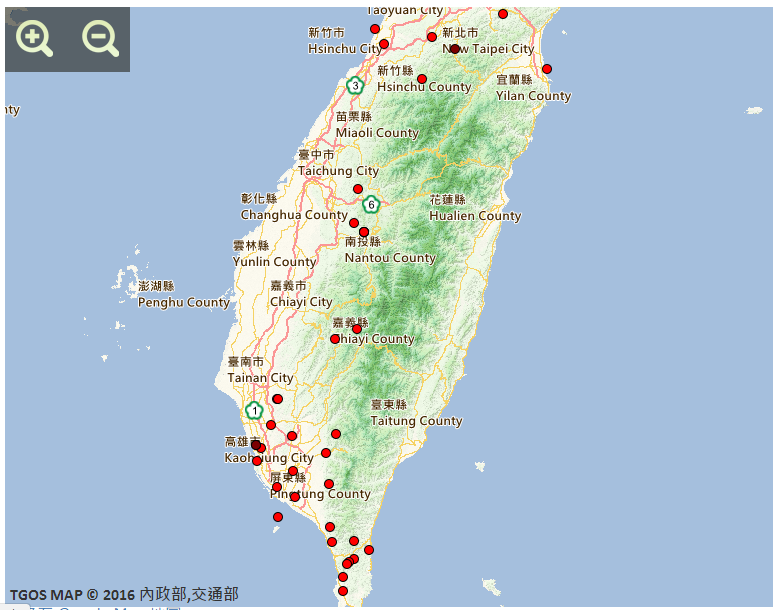 Taoyuan City
新竹市
Hsinchu City
新北市
New Taipei City
新竹縣
Hsinchu County
宜蘭縣
Yilan County
3
nty
苗栗縣
Miaoli County
臺中市
Taichung City
彰化縣
Changhua County
6
花蓮縣
Hualien County
雲林縣
Yunlin County
南投縣
Nantou County
澎湖縣
Penghu County
嘉義市
Chiayi City
嘉義縣
Chiayi County
臺南市
Tainan City
1
臺東縣
Taitung County
高雄市
Kaohsiung City
屏東縣
Pingtung County
TGOS MAP © 2016 內政部,交通部